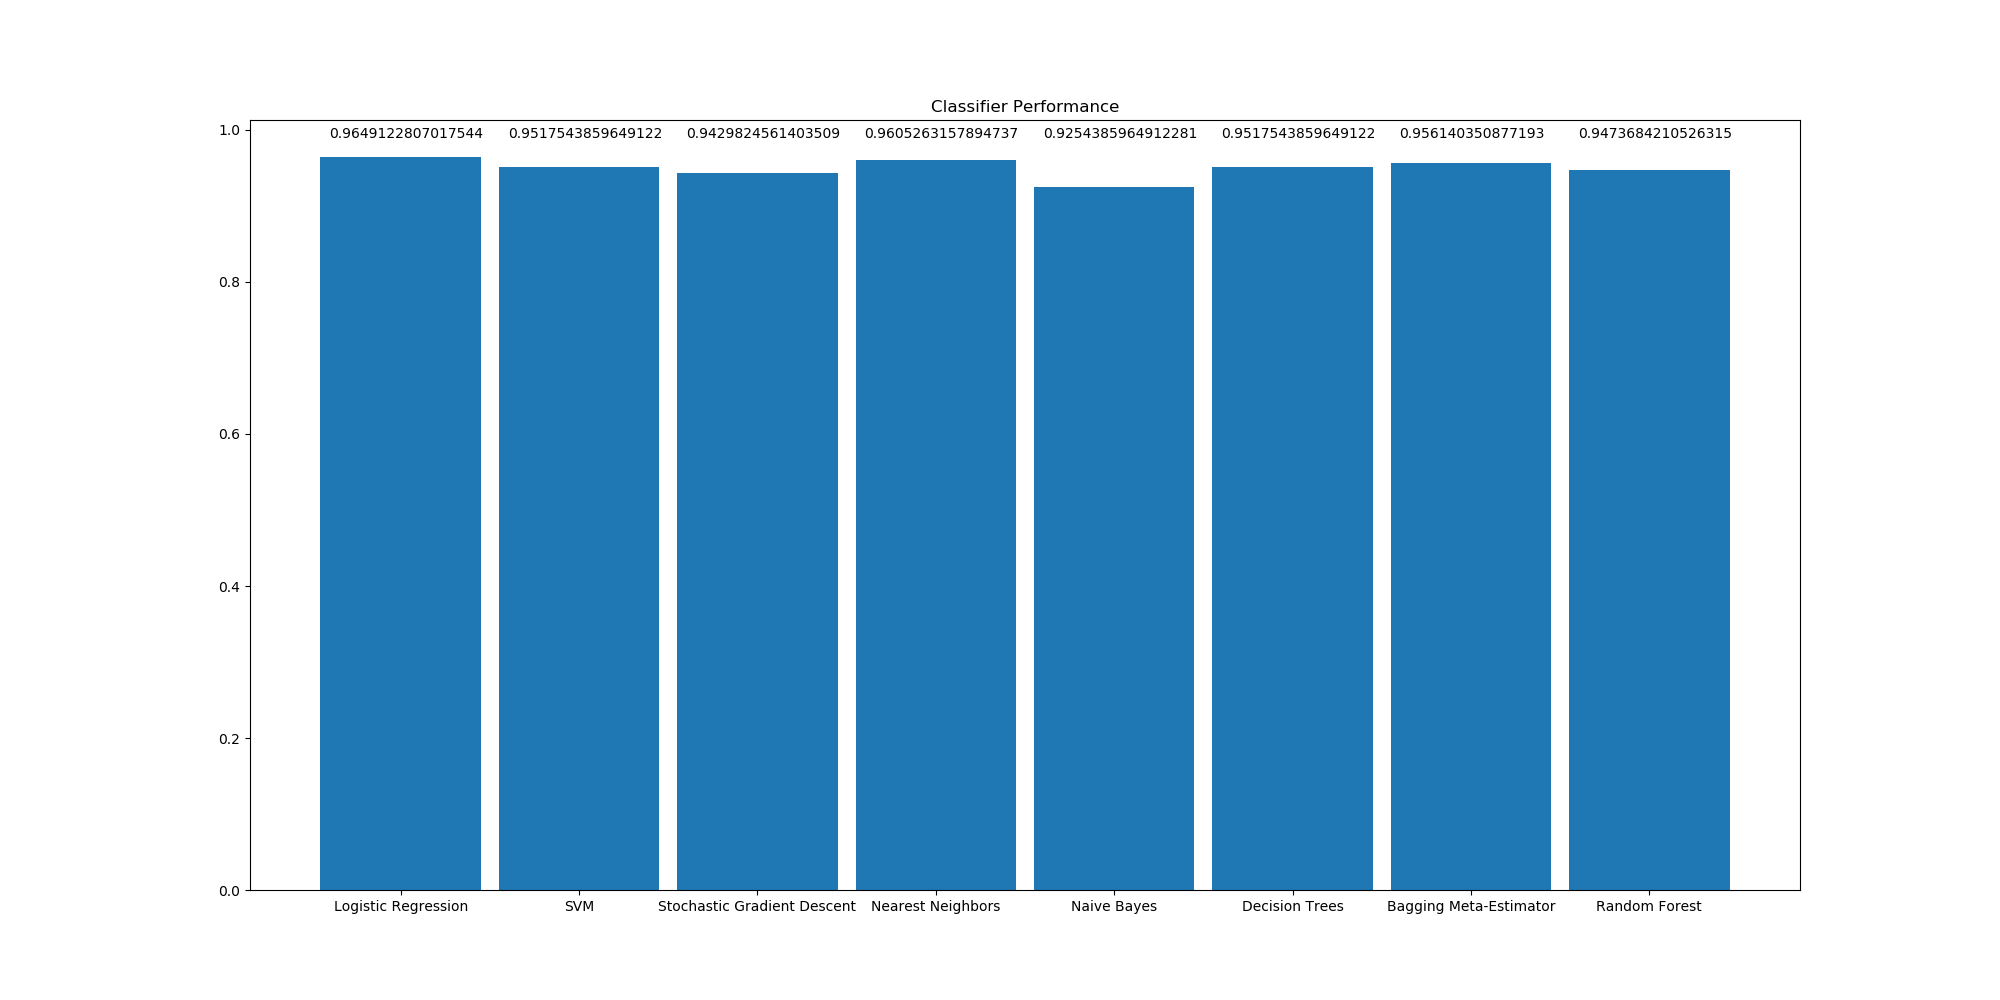 Classifier Performance
1.0
0.9649122807017544 0.9517543859649122 0.9429824561403509 0.9605263157894737 0.9254385964912281 0.9517543859649122 0.956140350877193 0.9473684210526315
0.8
0.6
0.4
0.2
0.0
Logistic Regression SVM Stochastic Gradient Descent Nearest Neighbors Naive Bayes Decision Trees Bagging Meta-Estimator Random Forest